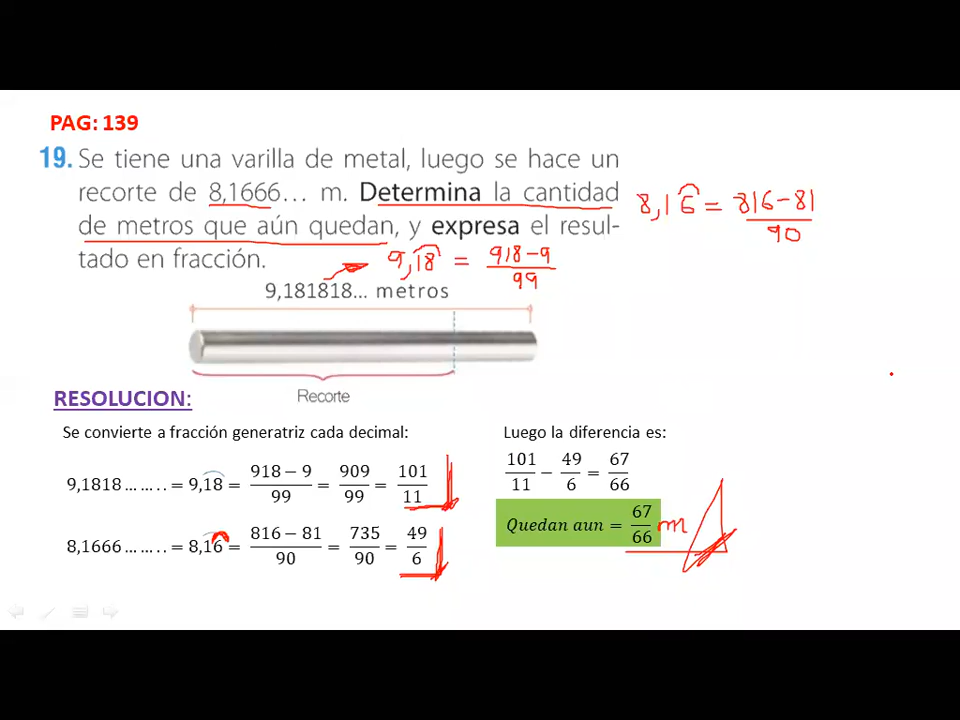 PAG: 139
19. Se tiene una varilla de metal, luego se hace un
recorte de 8,1666... m. Determina la cantidad
de metros que aún quedan, y expresa el resul-
tado en fracción.
8,16 = 816-81
90
9,18 = 918-9
99
9,181818... metros
Recorte
RESOLUCION:
Se convierte a fracción generatriz cada decimal:
9,1818 ........ = 9,18 = 918 − 9 / 99 = 909 / 99 = 101 / 11
8,1666 ........ = 8,16 = 816 − 81 / 90 = 735 / 90 = 49 / 6
Luego la diferencia es:
101 / 11 − 49 / 6 = 67 / 66
Quedan aun = 67 / 66 m